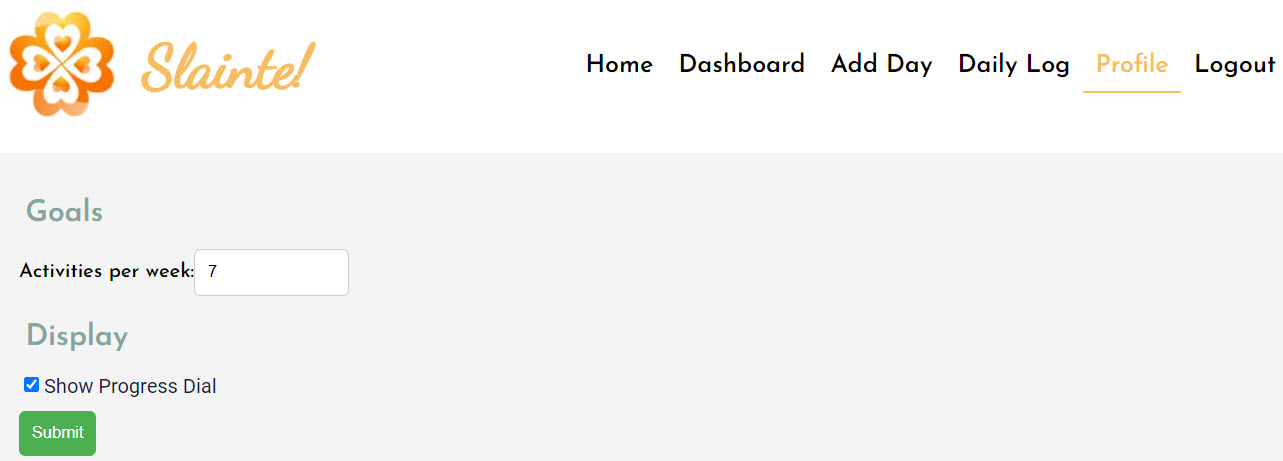 Slainte!
Home Dashboard Add Day Daily Log Profile Logout
Goals
Activities per week: 7
Display
Show Progress Dial
Submit